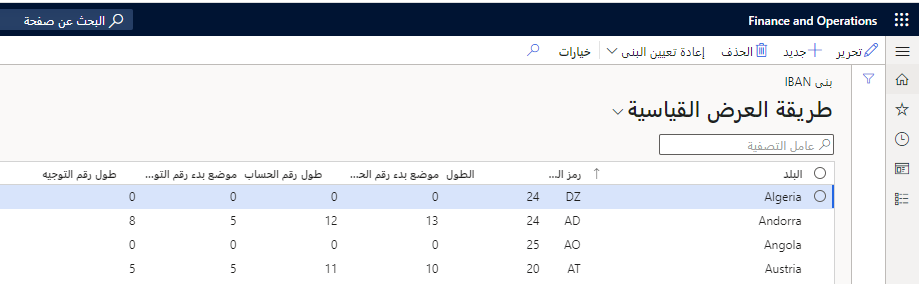 Finance and Operations
البحث عن صفحة
تحرير
جديد
الحذف
إعادة تعيين البنى
خيارات
بنى IBAN
طريقة العرض القياسية
عامل التصفية
البلد رمز الـ... الطول موضع بدء رقم الحـ... طول رقم الحساب موضع بدء رقم التو... طول رقم التوجيه
Algeria DZ 24 0 0 0 0
Andorra AD 24 13 12 5 8
Angola AO 25 0 0 0 0
Austria AT 20 10 11 5 5